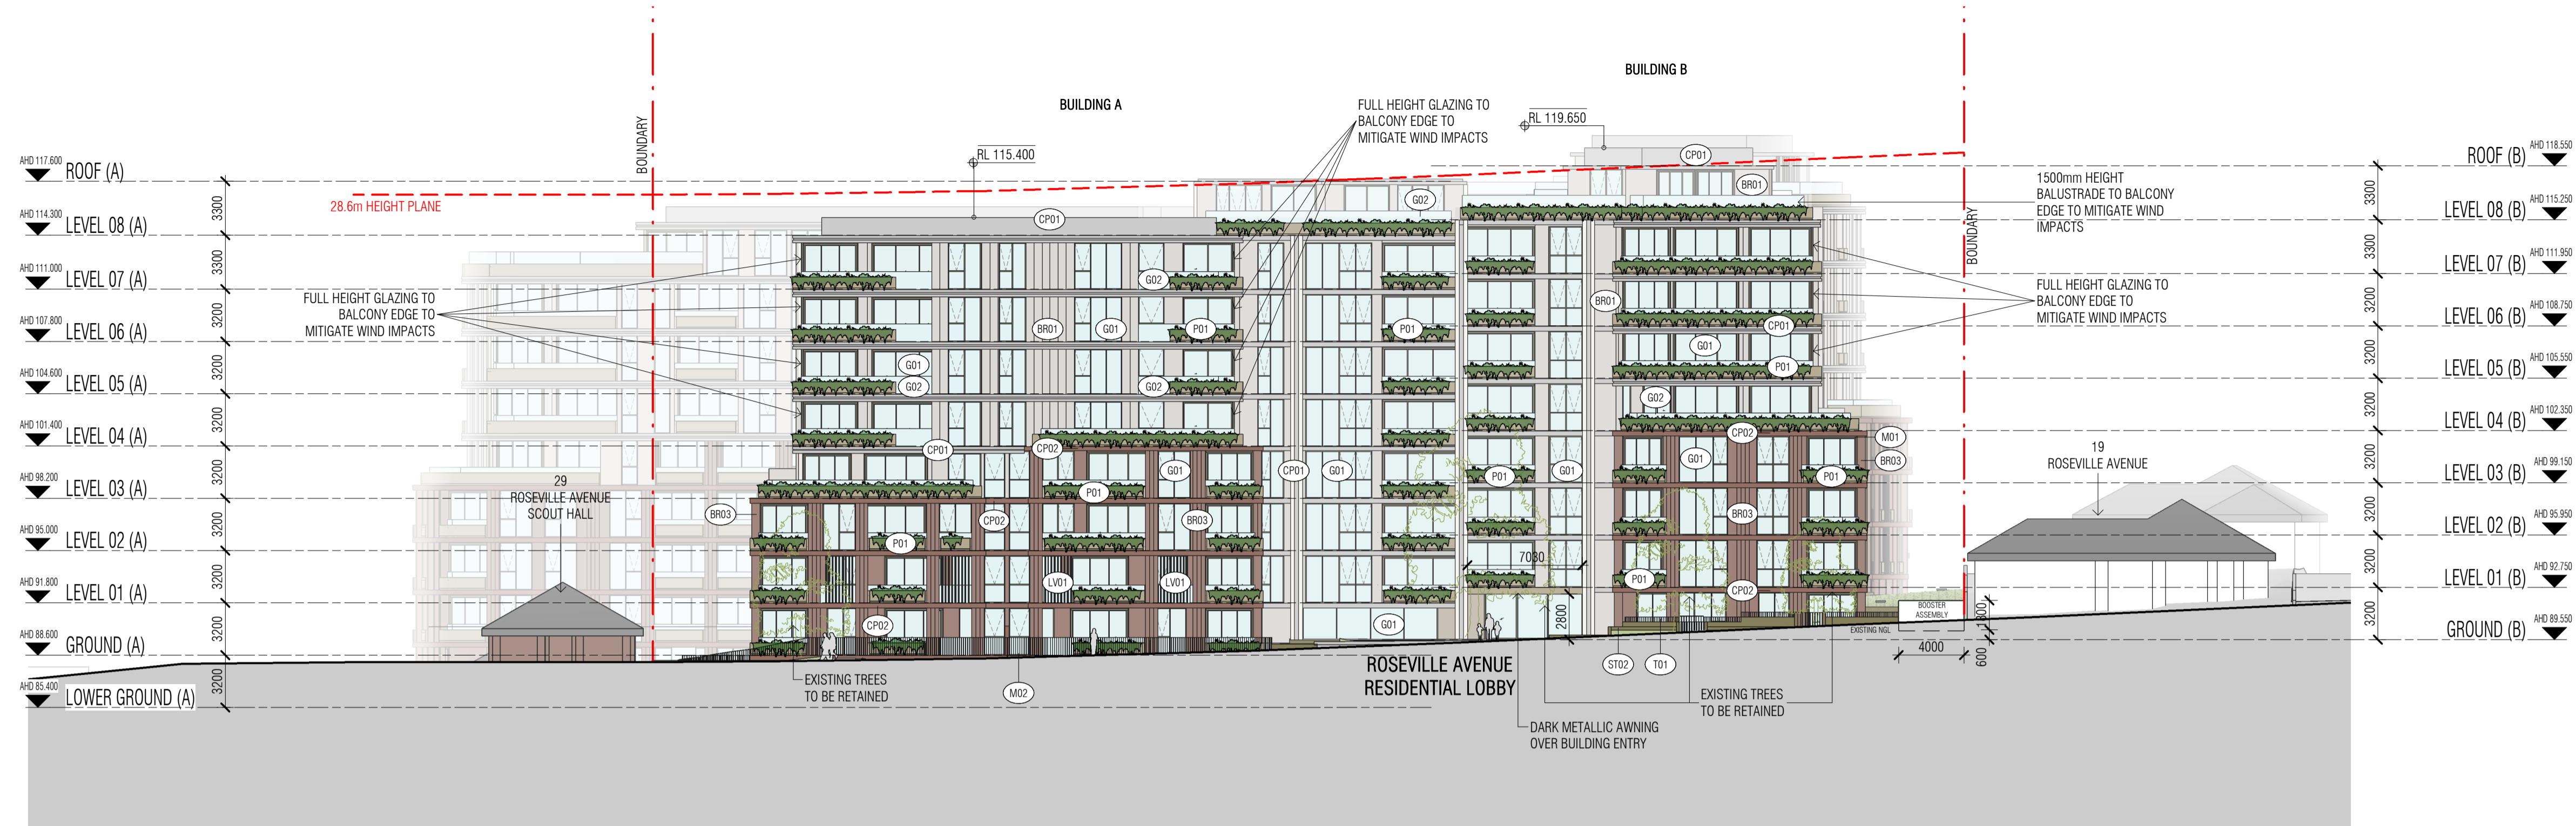 BUILDING B
BUILDING A
FULL HEIGHT GLAZING TO
BALCONY EDGE TO
MITIGATE WIND IMPACTS
RL 119.650
RL 115.400
BOUNDARY
28.6m HEIGHT PLANE
AHD 117.600
ROOF (A)
3300
AHD 114.300
LEVEL 08 (A)
3300
AHD 111.000
LEVEL 07 (A)
3200
AHD 107.800
LEVEL 06 (A)
3200
AHD 104.600
LEVEL 05 (A)
3200
AHD 101.400
LEVEL 04 (A)
3200
AHD 98.200
LEVEL 03 (A)
3200
AHD 95.000
LEVEL 02 (A)
3200
AHD 91.800
LEVEL 01 (A)
3200
AHD 88.600
GROUND (A)
3200
AHD 85.400
LOWER GROUND (A)
FULL HEIGHT GLAZING TO
BALCONY EDGE TO
MITIGATE WIND IMPACTS
29
ROSEVILLE AVENUE
SCOUT HALL
CP01
BR01
G02
CP01
G02
BR01
BR01
G01
P01
P01
CP01
G01
G01
P01
G02
G02
G02
CP02
CP01
CP02
M01
G01
CP01
G01
P01
G01
G01
P01
BR03
P01
BR03
CP02
BR03
BR03
P01
7030
LV01
LV01
P01
CP02
CP02
G01
2800
BOOSTER
ASSEMBLY
1800
EXISTING NGL
4000
600
ROSEVILLE AVENUE
RESIDENTIAL LOBBY
ST02
T01
M02
EXISTING TREES
TO BE RETAINED
EXISTING TREES
TO BE RETAINED
DARK METALLIC AWNING
OVER BUILDING ENTRY
BOUNDARY
1500mm HEIGHT
BALUSTRADE TO BALCONY
EDGE TO MITIGATE WIND
IMPACTS
FULL HEIGHT GLAZING TO
BALCONY EDGE TO
MITIGATE WIND IMPACTS
19
ROSEVILLE AVENUE
ROOF (B)
AHD 118.550
3300
LEVEL 08 (B)
AHD 115.250
3300
LEVEL 07 (B)
AHD 111.950
3200
LEVEL 06 (B)
AHD 108.750
3200
LEVEL 05 (B)
AHD 105.550
3200
LEVEL 04 (B)
AHD 102.350
3200
LEVEL 03 (B)
AHD 99.150
3200
LEVEL 02 (B)
AHD 95.950
3200
LEVEL 01 (B)
AHD 92.750
3200
GROUND (B)
AHD 89.550